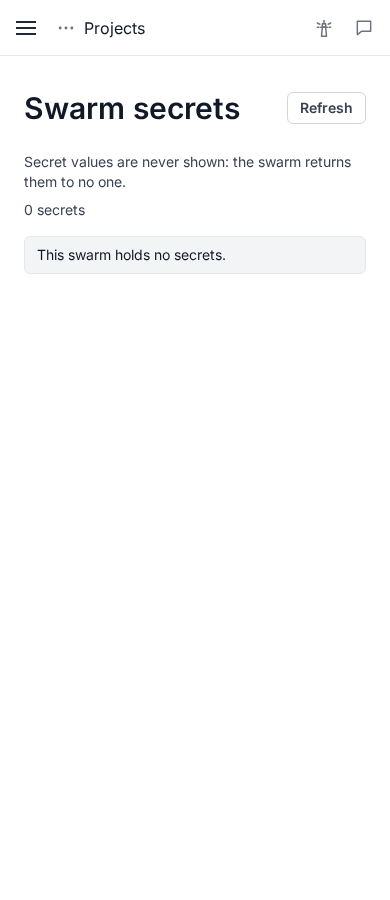 Projects
Swarm secrets
Refresh
Secret values are never shown: the swarm returns
them to no one.
0 secrets
This swarm holds no secrets.